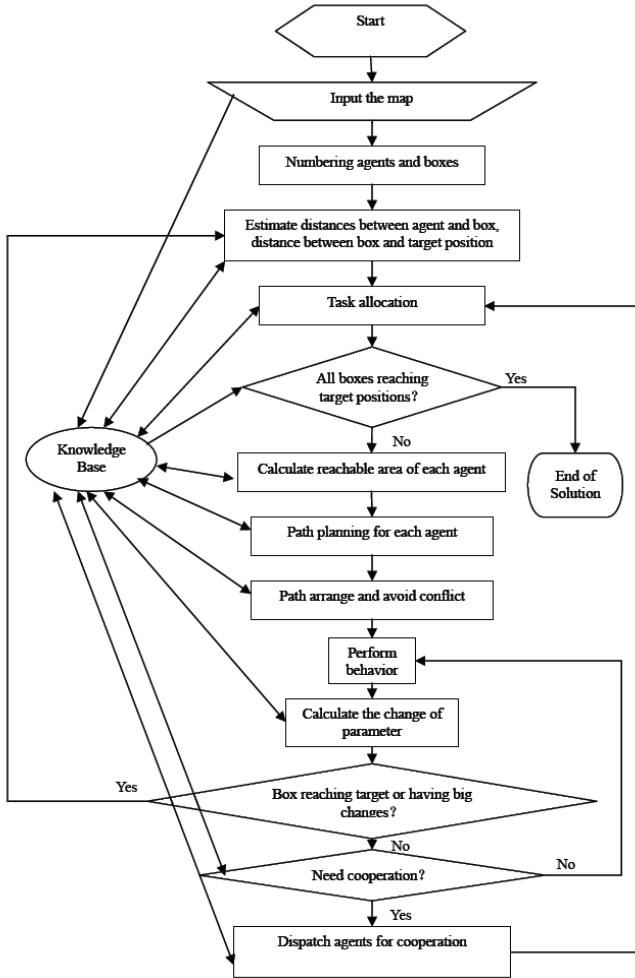 Start
Input the map
Numbering agents and boxes
Estimate distances between agent and box,
distance between box and target position
Task allocation
All boxes reaching
target positions?
Yes
No
Knowledge
Base
Calculate reachable area of each agent
End of
Solution
Path planning for each agent
Path arrange and avoid conflict
Perform
behavior
Calculate the change of
parameter
Yes
Box reaching target or having big
changes?
No
Need cooperation?
No
Yes
Dispatch agents for cooperation